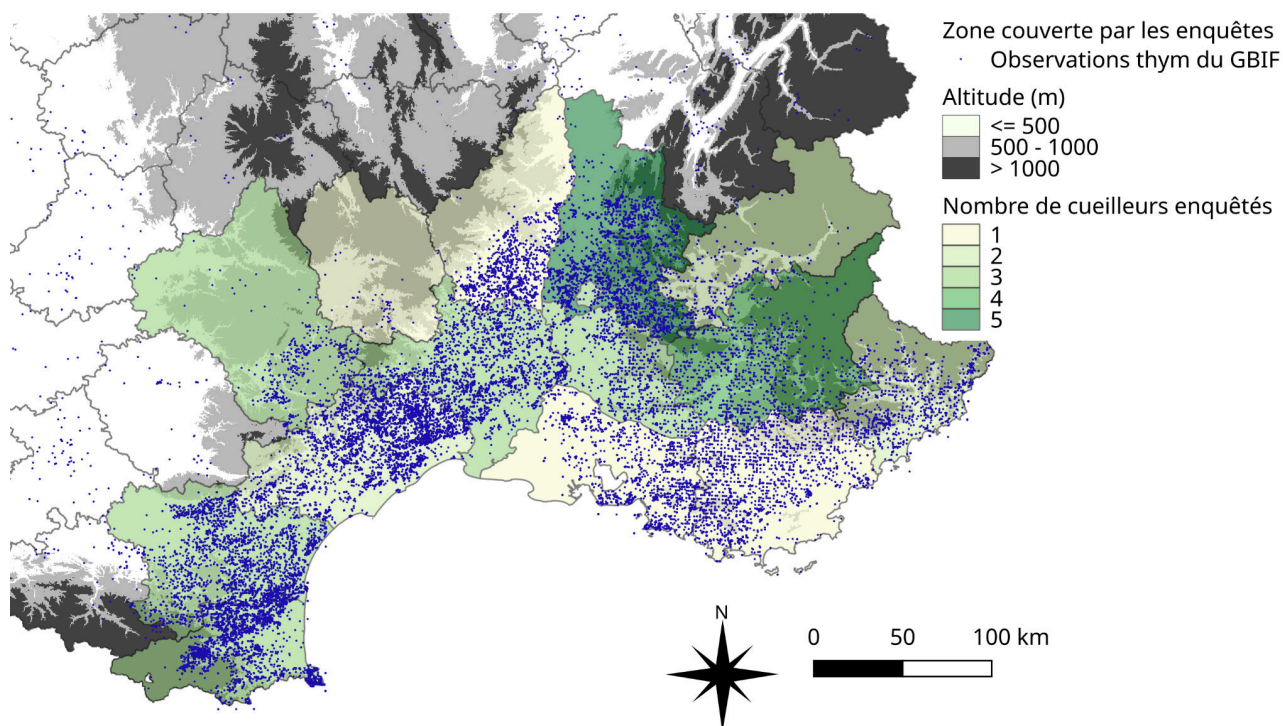 Zone couverte par les enquêtes
Observations thym du GBIF
Altitude (m)
<= 500
500 - 1000
> 1000
Nombre de cueilleurs enquêtés
1
2
3
4
5
N
0 50 100 km